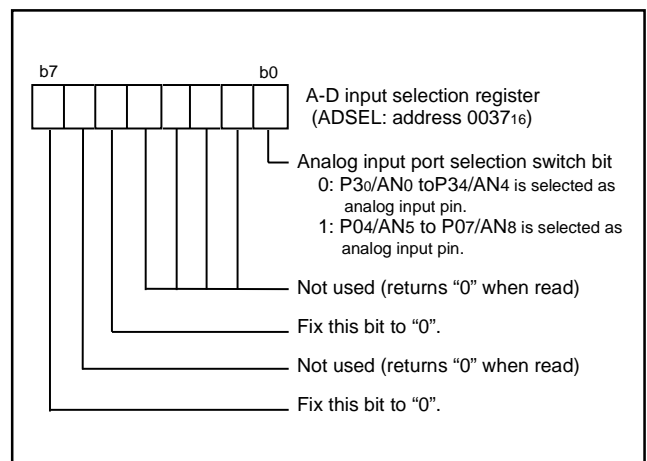 b7 b0
A-D input selection register
(ADSEL: address 003716)
Analog input port selection switch bit
0: P30/AN0 toP34/AN4 is selected as
analog input pin.
1: P04/AN5 to P07/AN8 is selected as
analog input pin.
Not used (returns “0” when read)
Fix this bit to “0”.
Not used (returns “0” when read)
Fix this bit to “0”.